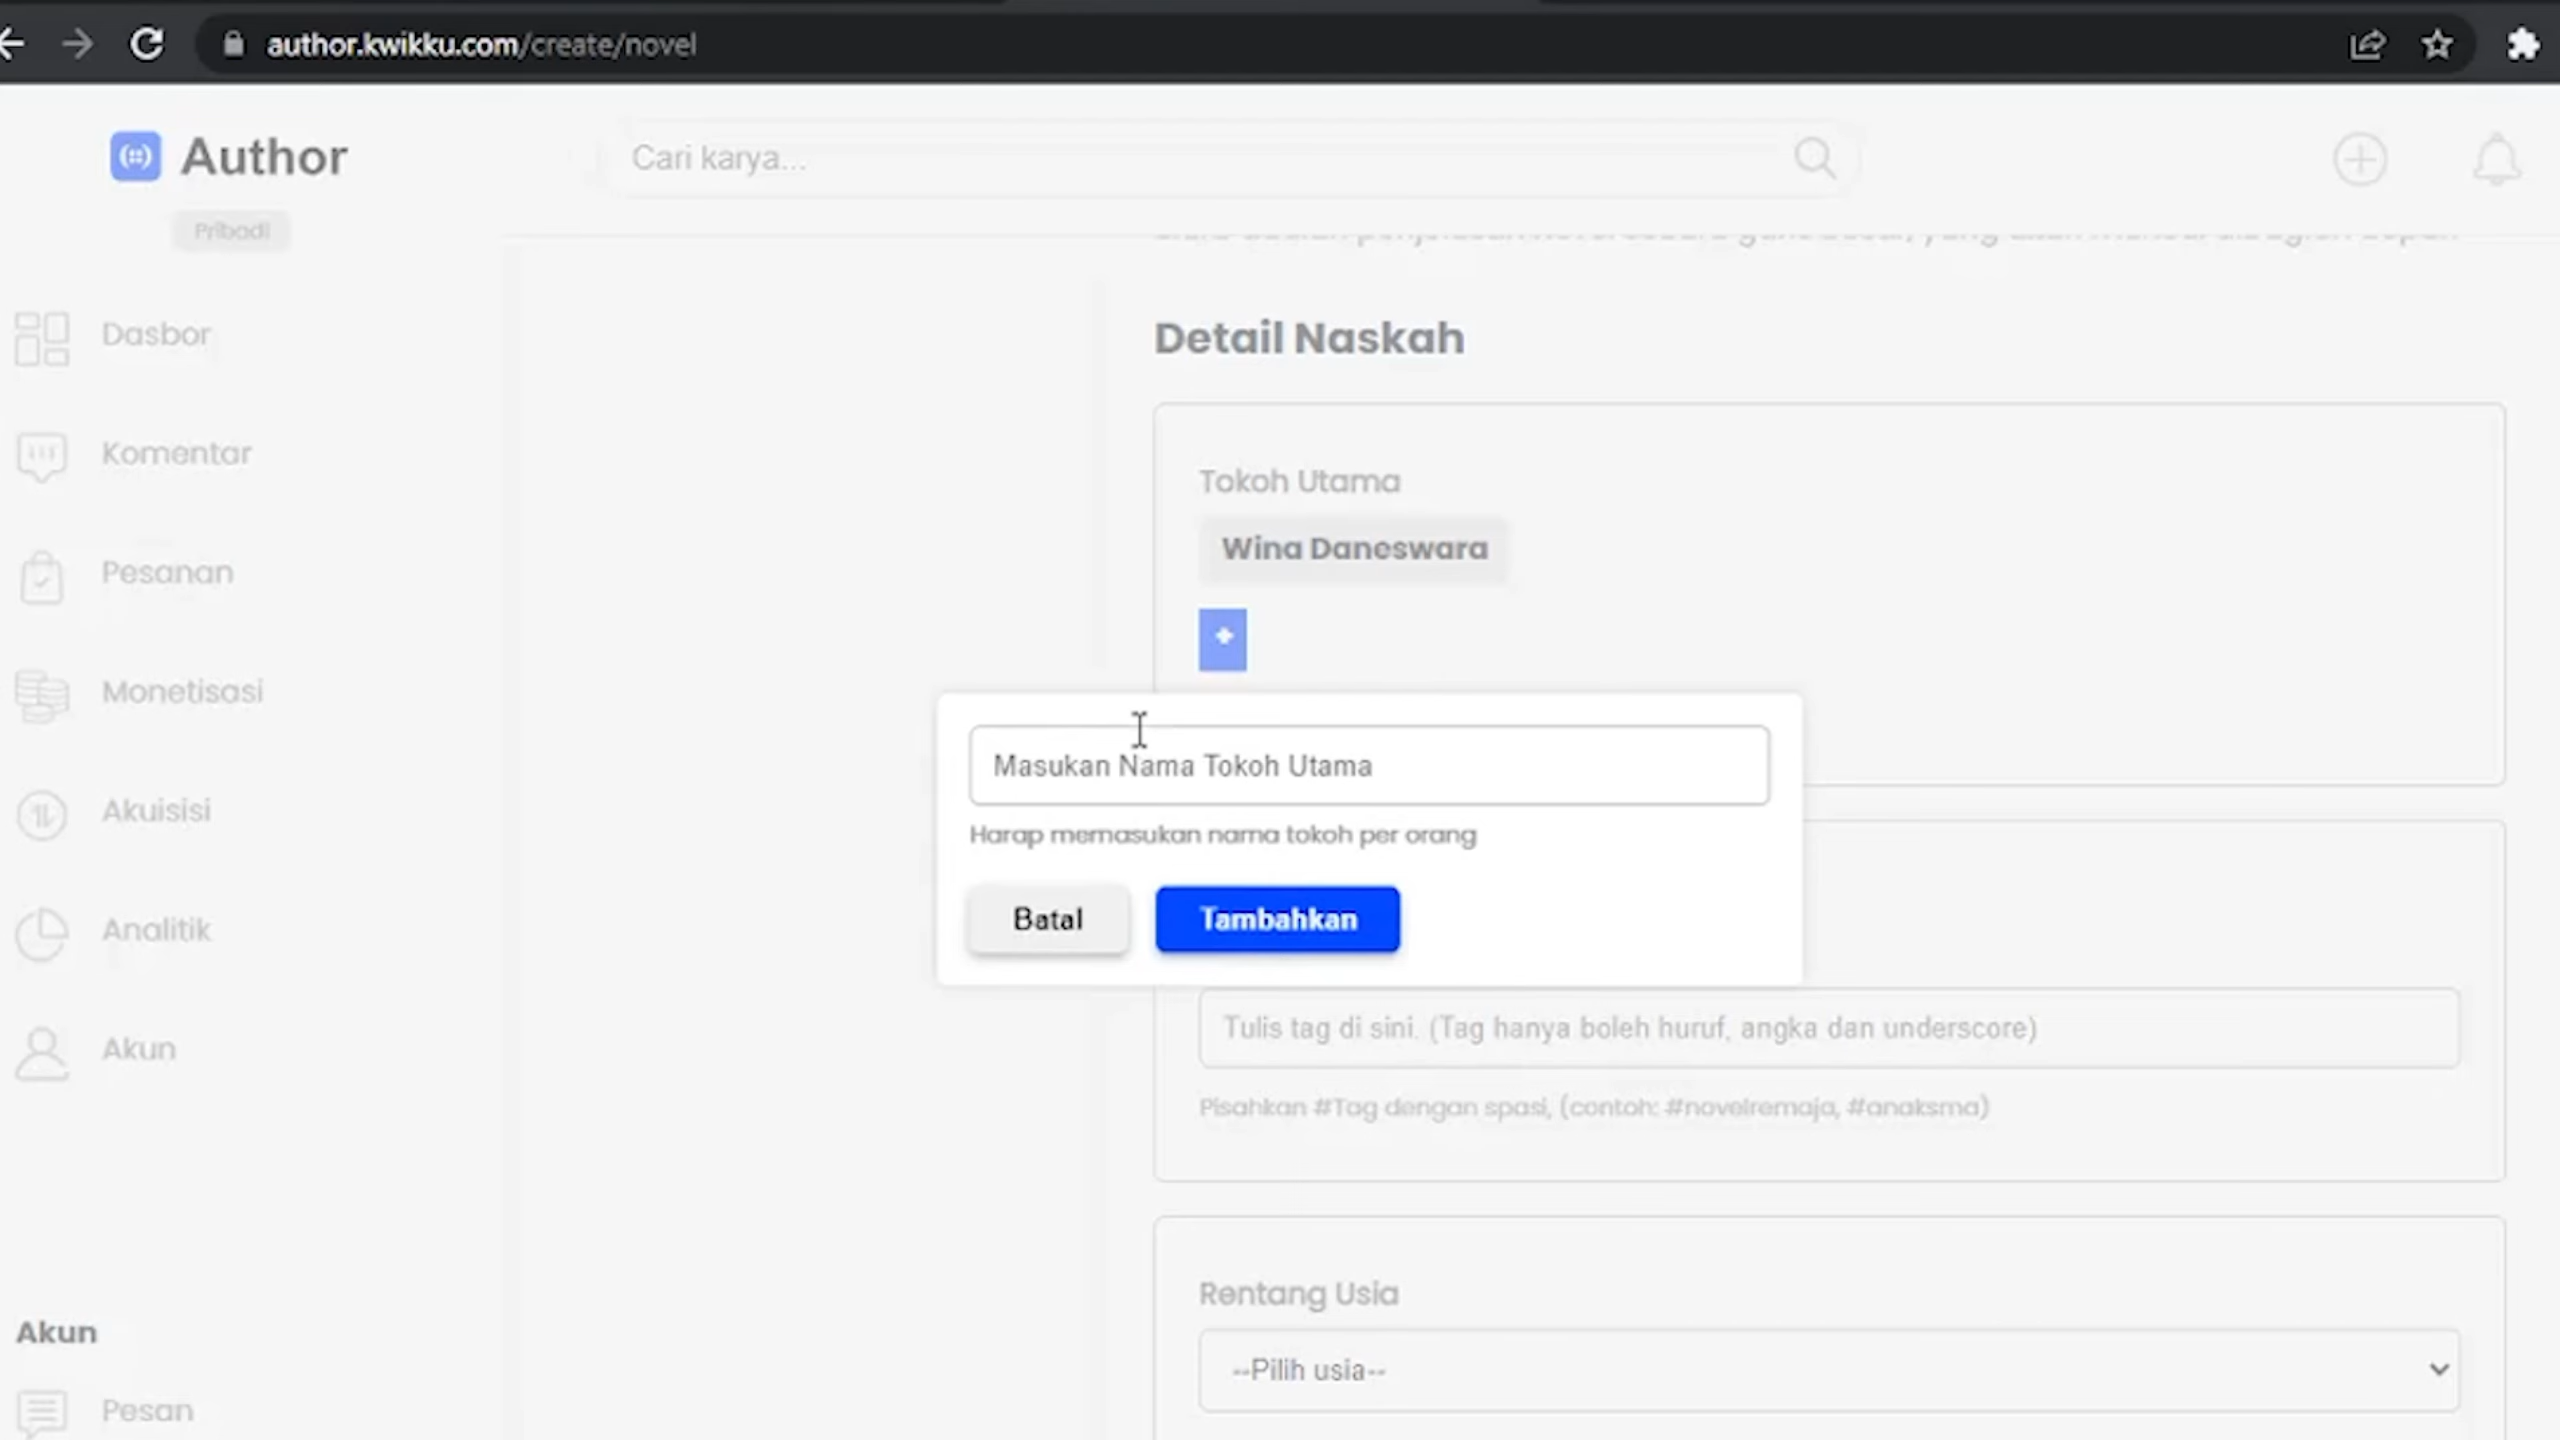 author.kwikku.com/create/novel
Author
Cari karya...
Pribadi
Dasbor
Komentar
Pesanan
Monetisasi
Akuisisi
Analitik
Akun
Akun
Pesan
Detail Naskah
Tokoh Utama
Wina Daneswara
+
Masukan Nama Tokoh Utama
Harap memasukan nama tokoh per orang
Batal
Tambahkan
Tulis tag di sini. (Tag hanya boleh huruf, angka dan underscore)
Pisahkan #Tag dengan spasi, (contoh: #novelremaja, #anaksma)
Rentang Usia
--Pilih usia--